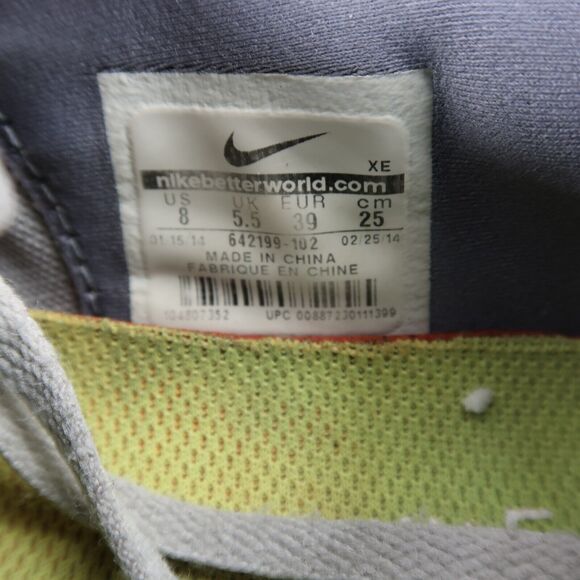 XE
nikebetterworld.com
US UK EUR cm
8 5.5 39 25
01.15/14 642199-102 02/25/14
MADE IN CHINA
FABRIQUE EN CHINE
104807352 UPC 00887230111399